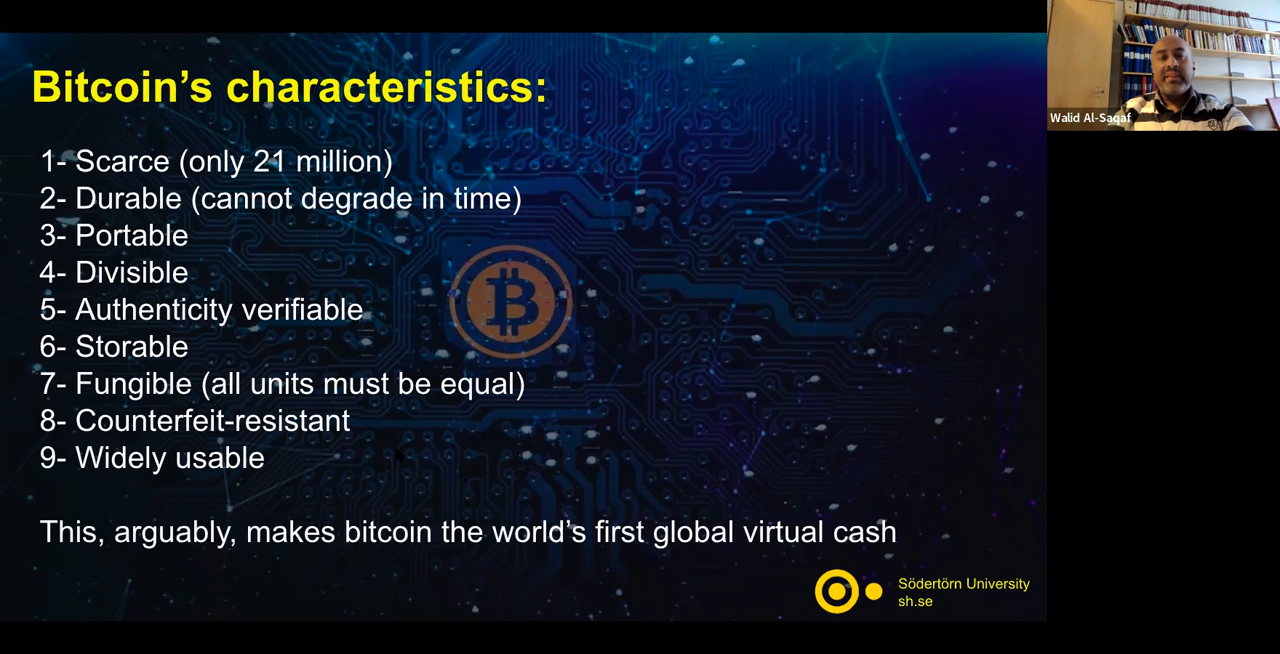 Bitcoin’s characteristics:
1- Scarce (only 21 million)
2- Durable (cannot degrade in time)
3- Portable
4- Divisible
5- Authenticity verifiable
6- Storable
7- Fungible (all units must be equal)
8- Counterfeit-resistant
9- Widely usable
This, arguably, makes bitcoin the world’s first global virtual cash
Södertörn University
sh.se
Walid Al-Saqaf